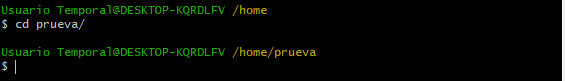 Usuario Temporal@DESKTOP-KQRDLFV /home
$ cd prueva/
Usuario Temporal@DESKTOP-KQRDLFV /home/prueva
$